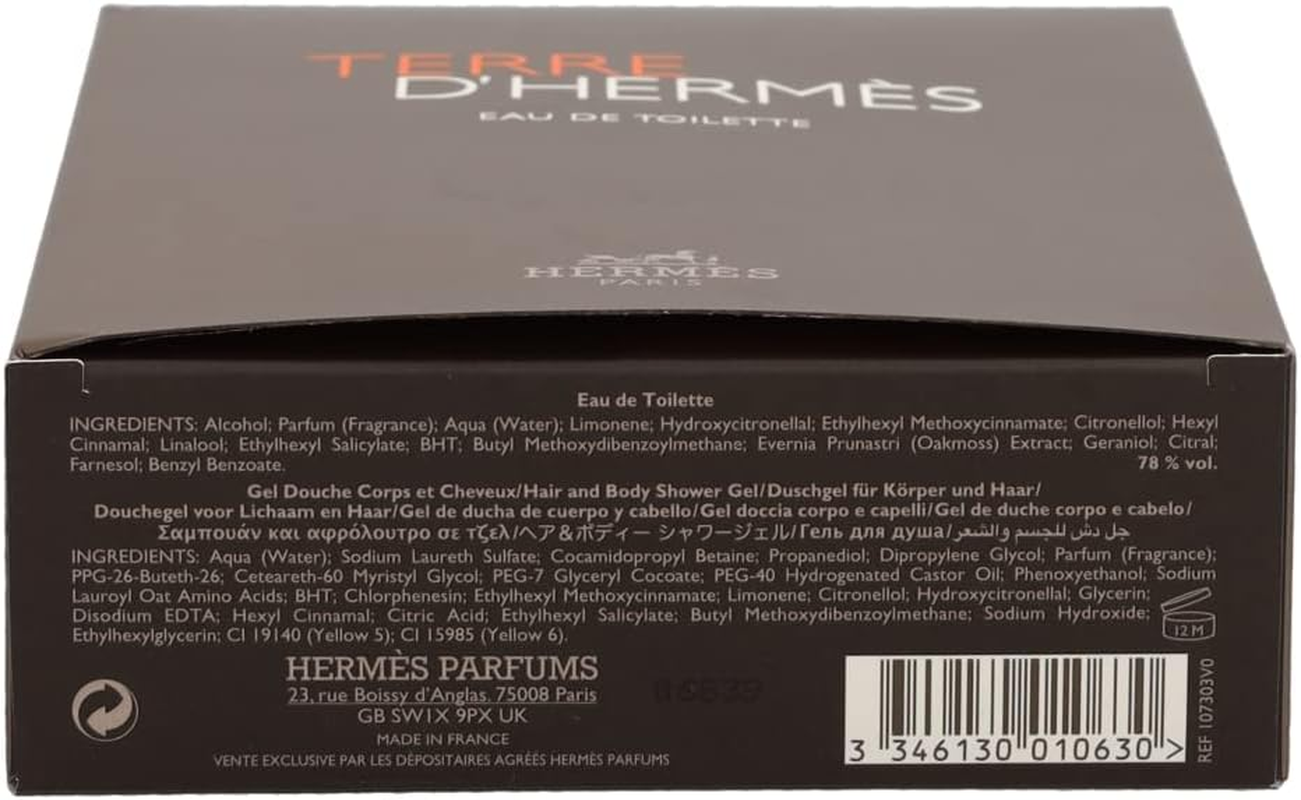 TERRE
D'HERMÈS
EAU DE TOILETTE
HERMÈS
PARIS
Eau de Toilette
INGREDIENTS: Alcohol; Parfum (Fragrance); Aqua (Water); Limonene; Hydroxycitronellal; Ethylhexyl Methoxycinnamate; Citronellol; Hexyl
Cinnamal; Linalool; Ethylhexyl Salicylate; BHT; Butyl Methoxydibenzoylmethane; Evernia Prunastri (Oakmoss) Extract; Geraniol; Citral;
Farnesol; Benzyl Benzoate. 78 % vol.
Gel Douche Corps et Cheveux/Hair and Body Shower Gel/Duschgel für Körper und Haar/
Douchegel voor Lichaam en Haar/Gel de ducha de cuerpo y cabello/Gel doccia corpo e capelli/Gel de duche corpo e cabelo/
Σαμπουάν και αφρόλουτρο σε τζελ/ヘア&ボディー シャワージェル/Гель для душа/جل دش للجسم والشعر
INGREDIENTS: Aqua (Water); Sodium Laureth Sulfate; Cocamidopropyl Betaine; Propanediol; Dipropylene Glycol; Parfum (Fragrance);
PPG-26-Buteth-26; Ceteareth-60 Myristyl Glycol; PEG-7 Glyceryl Cocoate; PEG-40 Hydrogenated Castor Oil; Phenoxyethanol; Sodium
Lauroyl Oat Amino Acids; BHT; Chlorphenesin; Ethylhexyl Methoxycinnamate; Limonene; Citronellol; Hydroxycitronellal; Glycerin;
Disodium EDTA; Hexyl Cinnamal; Citric Acid; Ethylhexyl Salicylate; Butyl Methoxydibenzoylmethane; Sodium Hydroxide;
Ethylhexylglycerin; CI 19140 (Yellow 5); CI 15985 (Yellow 6).
12 M
HERMÈS PARFUMS
23, rue Boissy d'Anglas. 75008 Paris
GB SW1X 9PX UK
MADE IN FRANCE
VENTE EXCLUSIVE PAR LES DÉPOSITAIRES AGRÉÉS HERMÈS PARFUMS
3 346130 010630 >
REF 107303V0